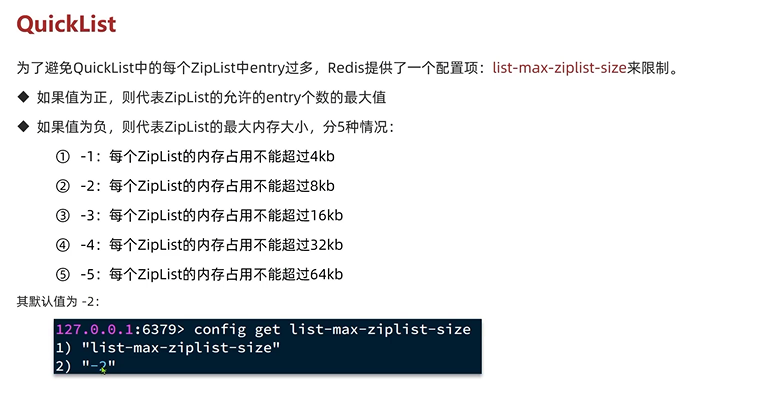 QuickList
为了避免QuickList中的每个ZipList中entry过多，Redis提供了一个配置项：list-max-ziplist-size来限制。
◆ 如果值为正，则代表ZipList的允许的entry个数的最大值
◆ 如果值为负，则代表ZipList的最大内存大小，分5种情况：
① -1：每个ZipList的内存占用不能超过4kb
② -2：每个ZipList的内存占用不能超过8kb
③ -3：每个ZipList的内存占用不能超过16kb
④ -4：每个ZipList的内存占用不能超过32kb
⑤ -5：每个ZipList的内存占用不能超过64kb
其默认值为 -2：
127.0.0.1:6379> config get list-max-ziplist-size
1) "list-max-ziplist-size"
2) "-2"